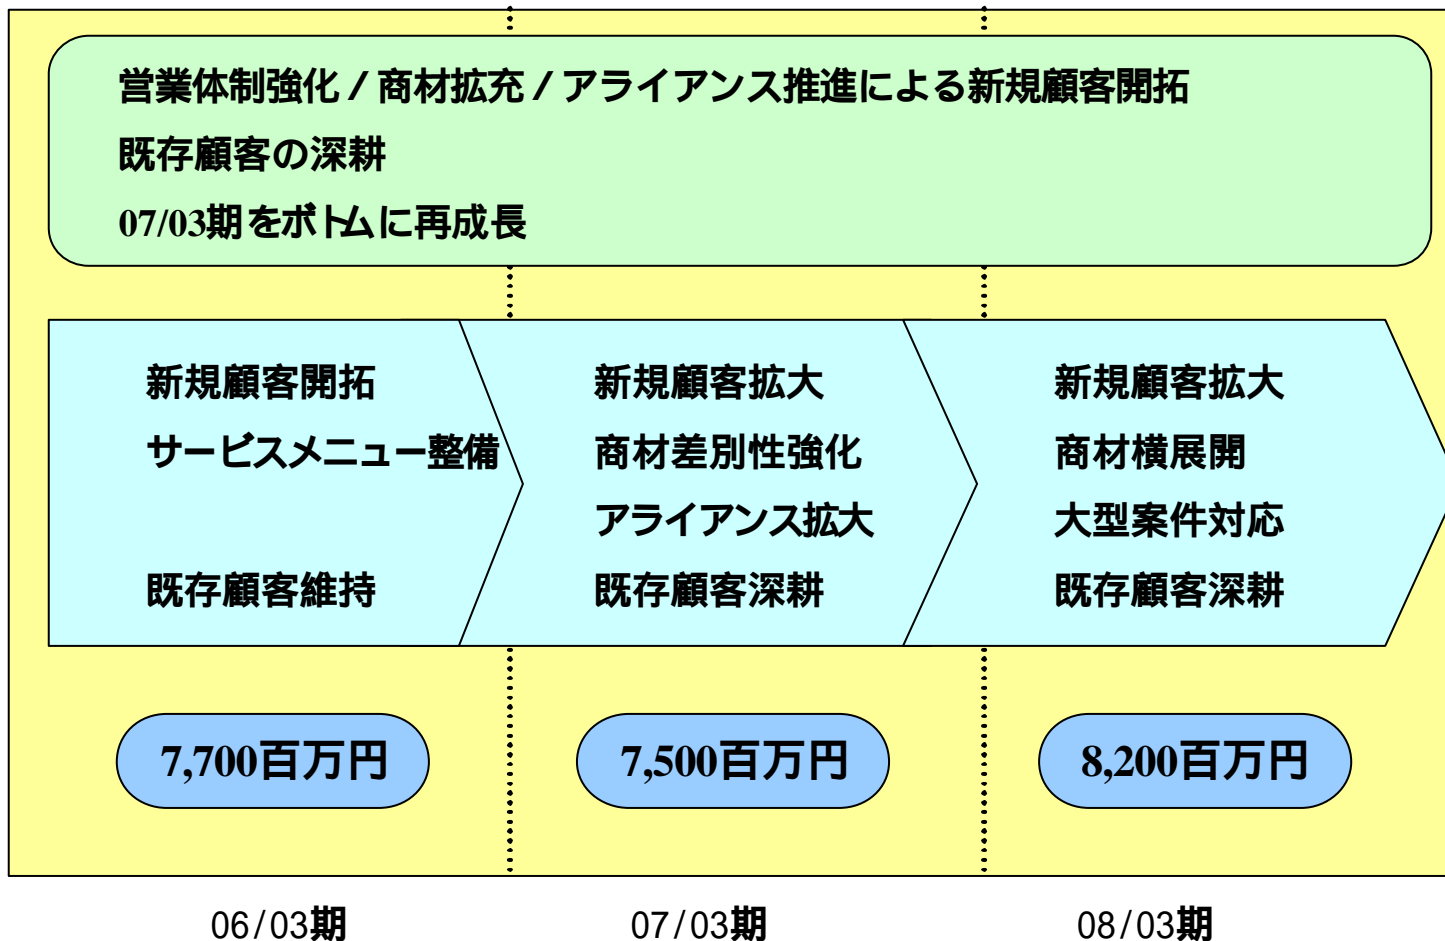 営業体制強化/商材拡充/アライアンス推進による新規顧客開拓
既存顧客の深耕
07/03期をボトムに再成長
新規顧客開拓
サービスメニュー整備
既存顧客維持
新規顧客拡大
商材差別性強化
アライアンス拡大
既存顧客深耕
新規顧客拡大
商材横展開
大型案件対応
既存顧客深耕
7,700百万円
7,500百万円
8,200百万円
06/03期
07/03期
08/03期